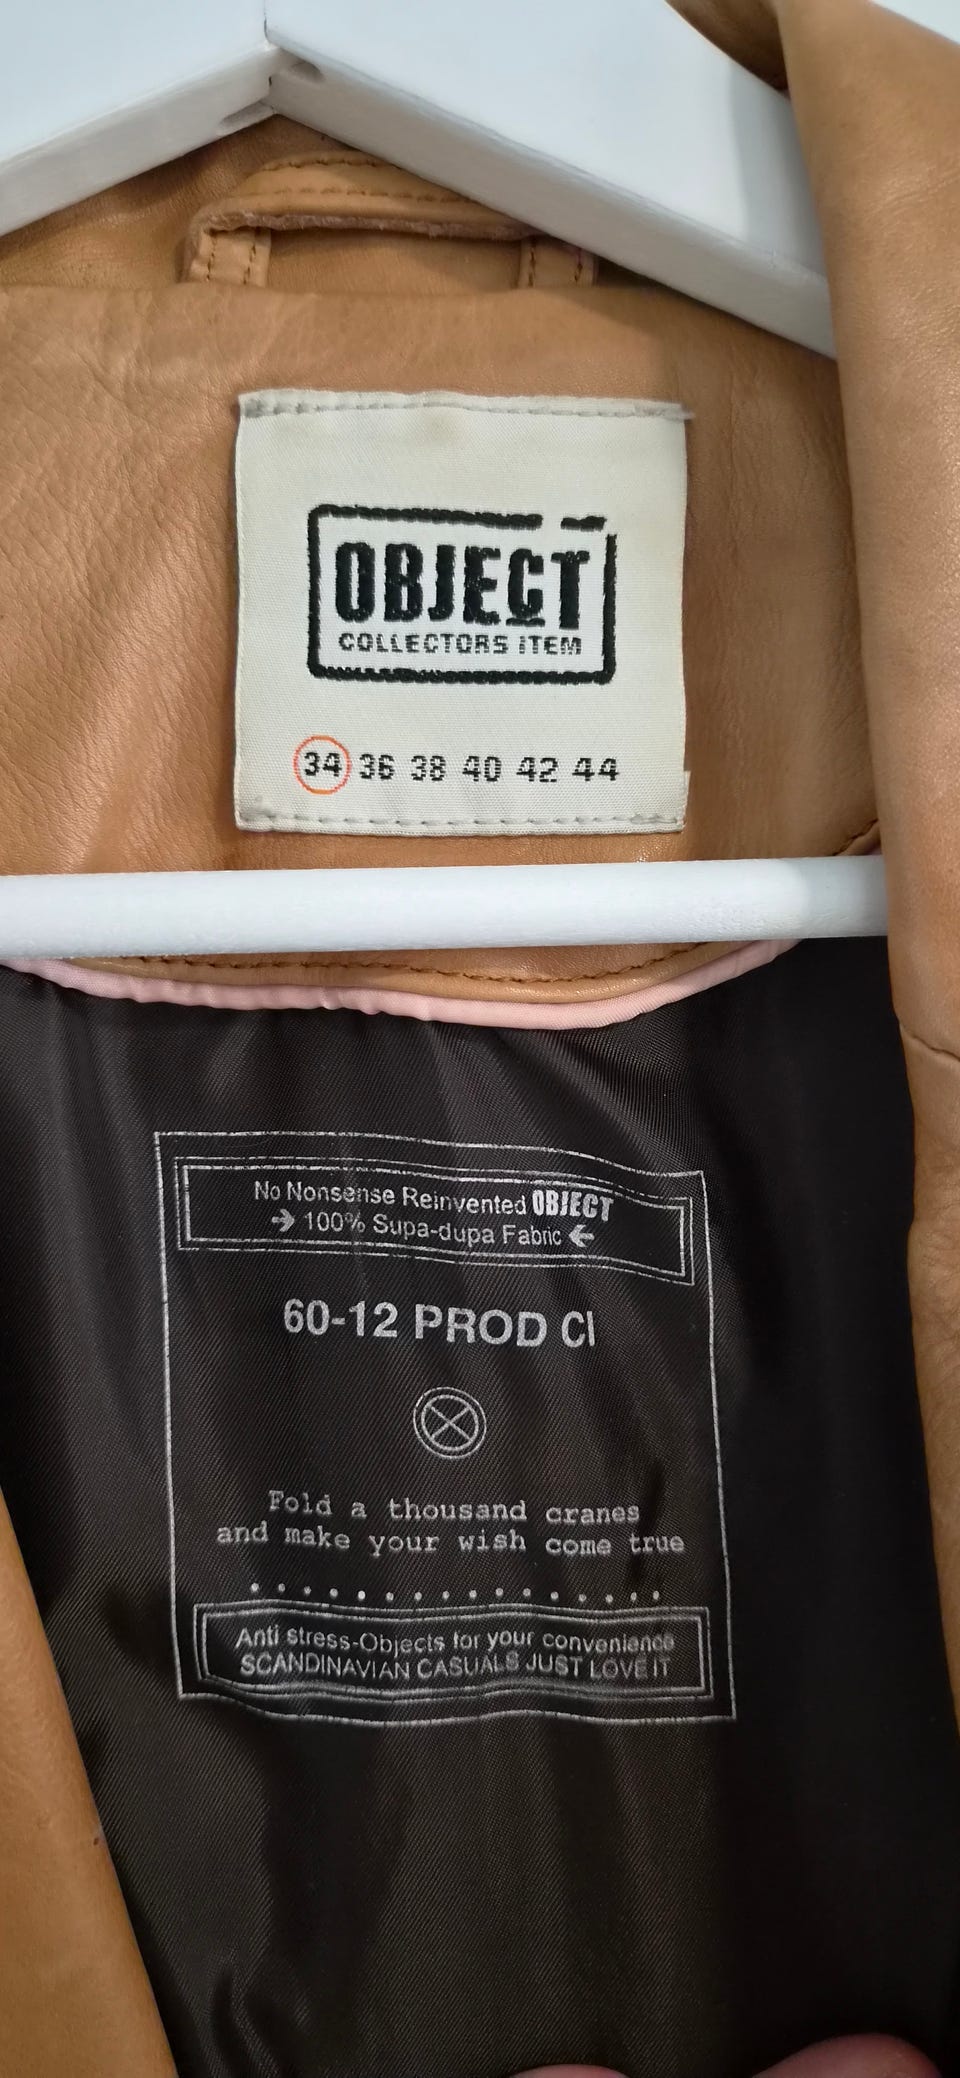 OBJECT
COLLECTORS ITEM
34 36 38 40 42 44
No Nonsense Reinvented OBJECT
→ 100% Supa-dupa Fabric ←
60-12 PROD CI
Fold a thousand cranes
and make your wish come true
. . . . . . . . . . . . . . . .
Anti stress-Objects for your convenience
SCANDINAVIAN CASUALS JUST LOVE IT